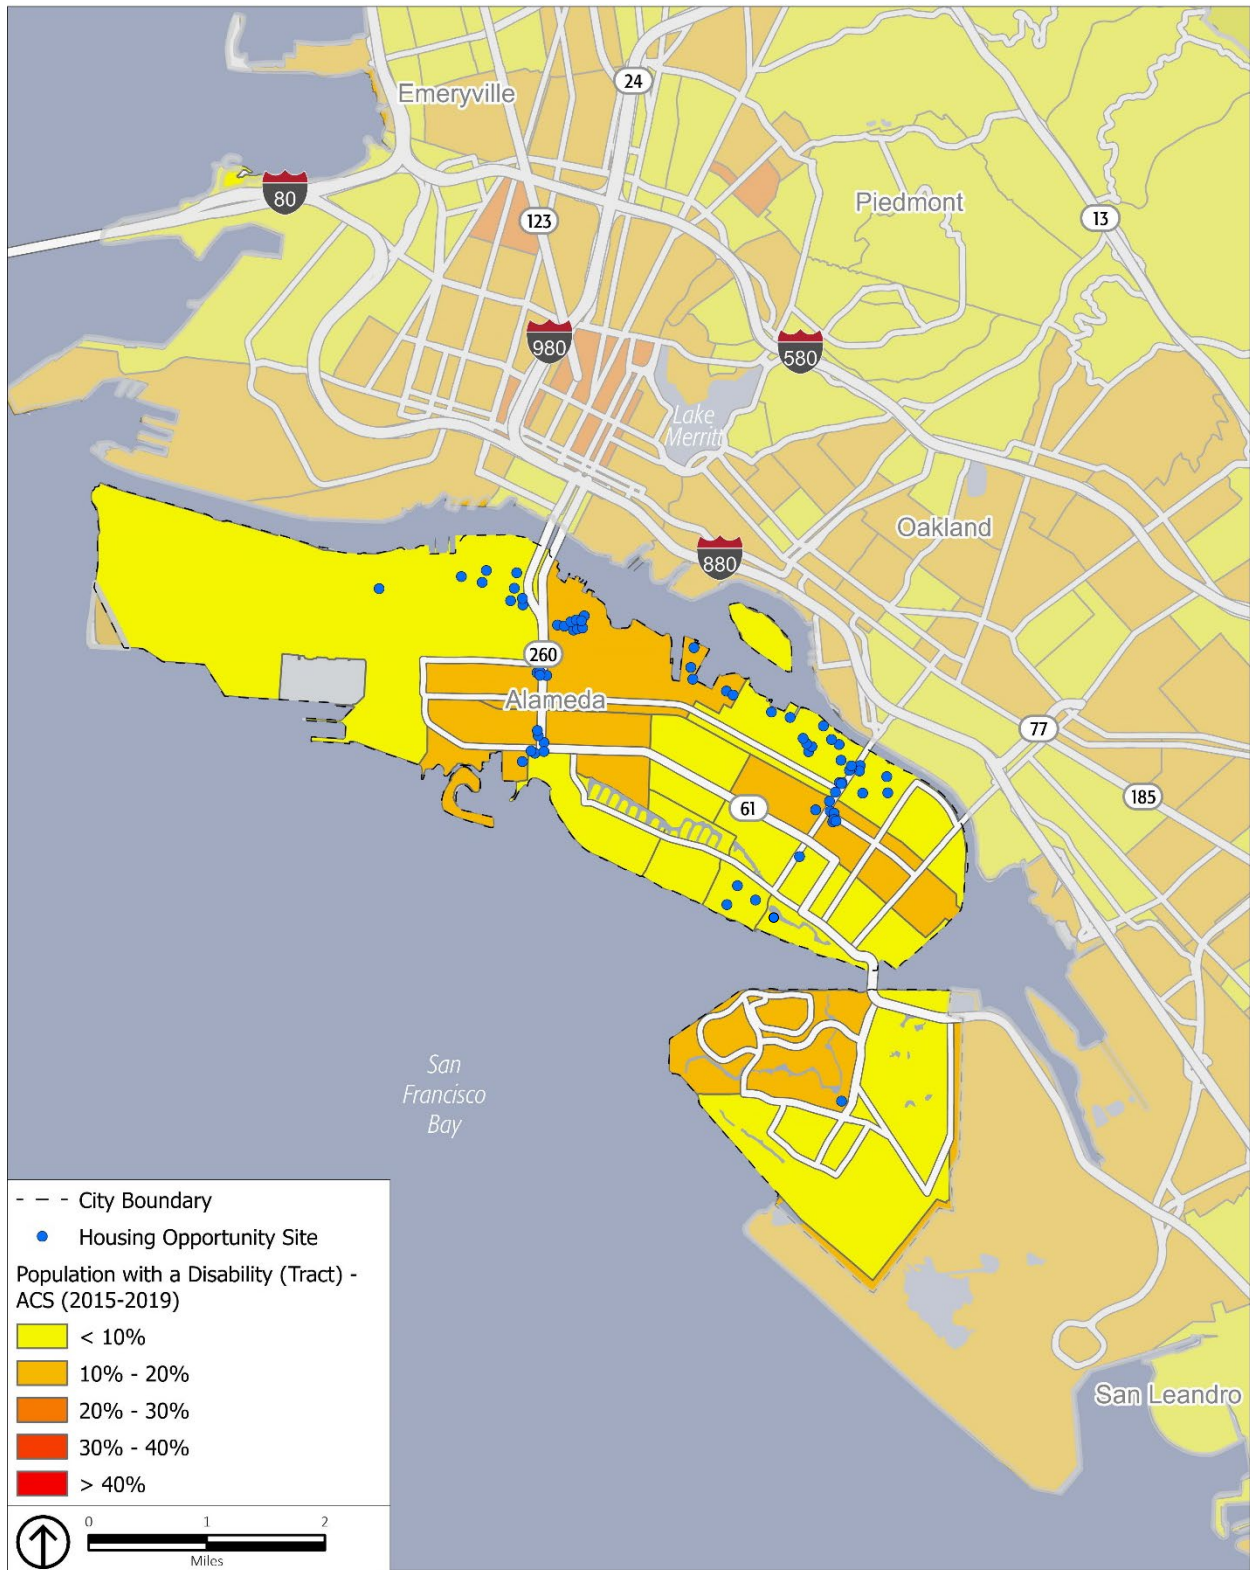 Emeryville
24
80
123
Piedmont
13
980
580
Lake
Merritt
Oakland
880
260
Alameda
77
61
185
San
Francisco
Bay
San Leandro
City Boundary
Housing Opportunity Site
Population with a Disability (Tract) -
ACS (2015-2019)
< 10%
10% - 20%
20% - 30%
30% - 40%
> 40%
0 1 2
Miles